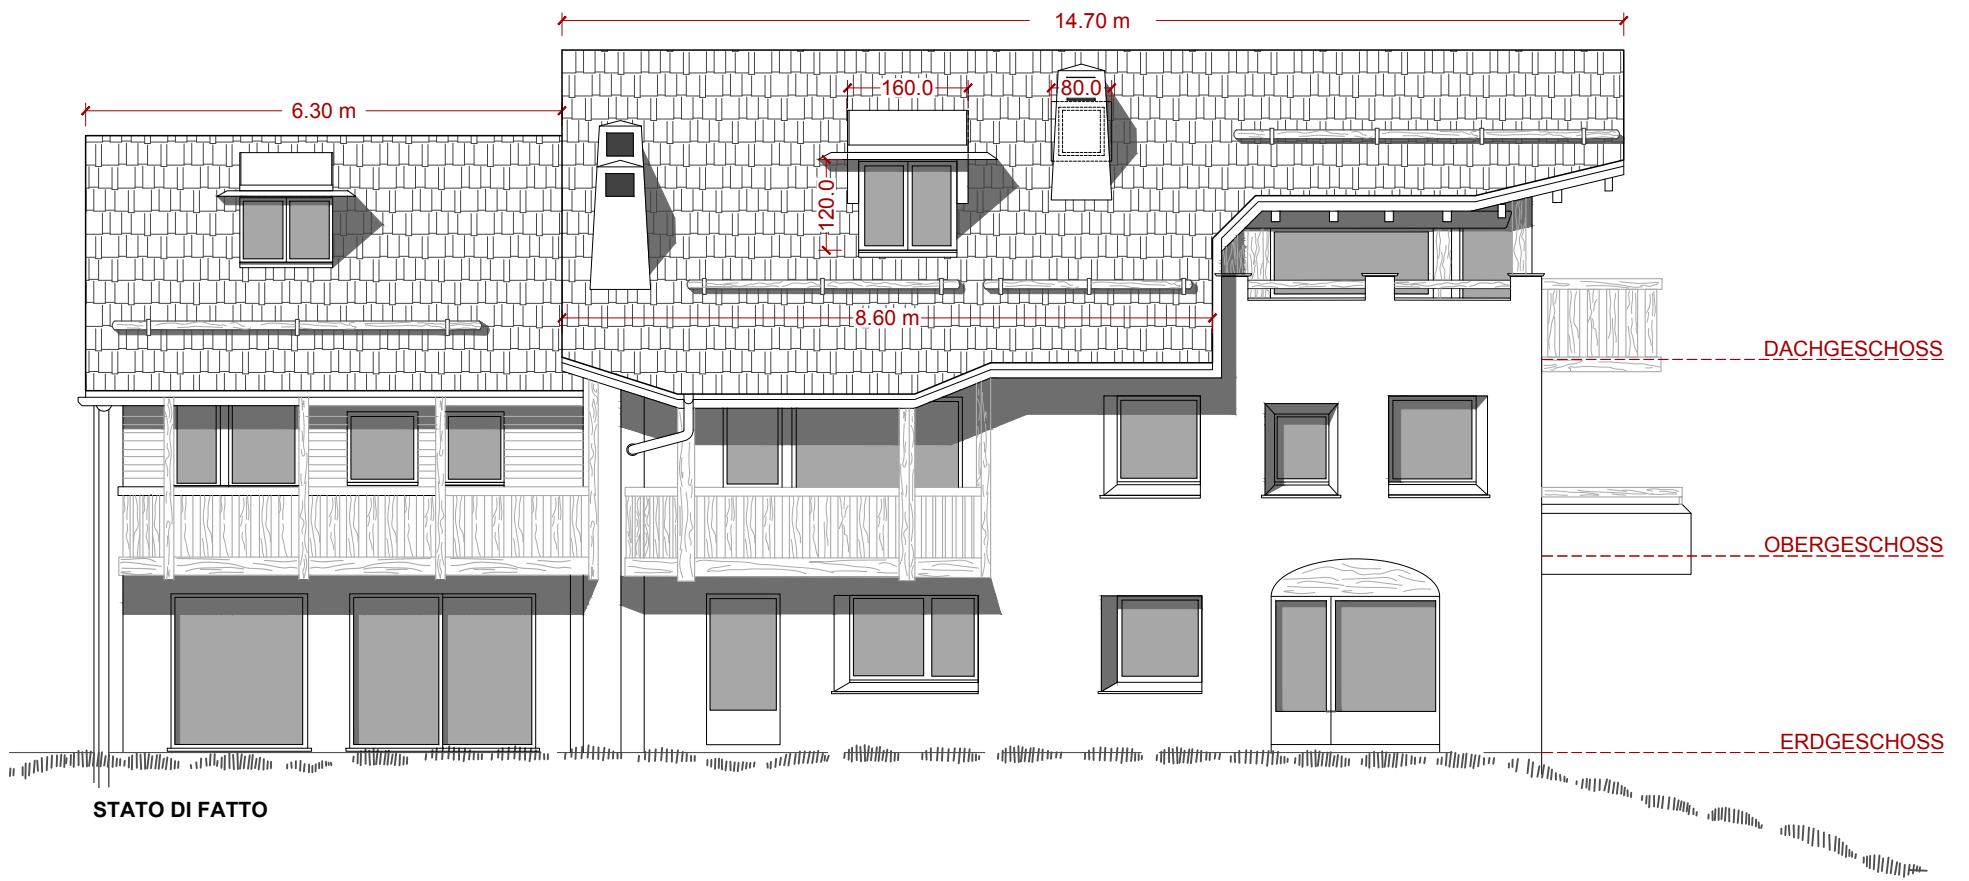 14.70 m
160.0
80.0
6.30 m
120.0
8.60 m
DACHGESCHOSS
OBERGESCHOSS
ERDGESCHOSS
STATO DI FATTO